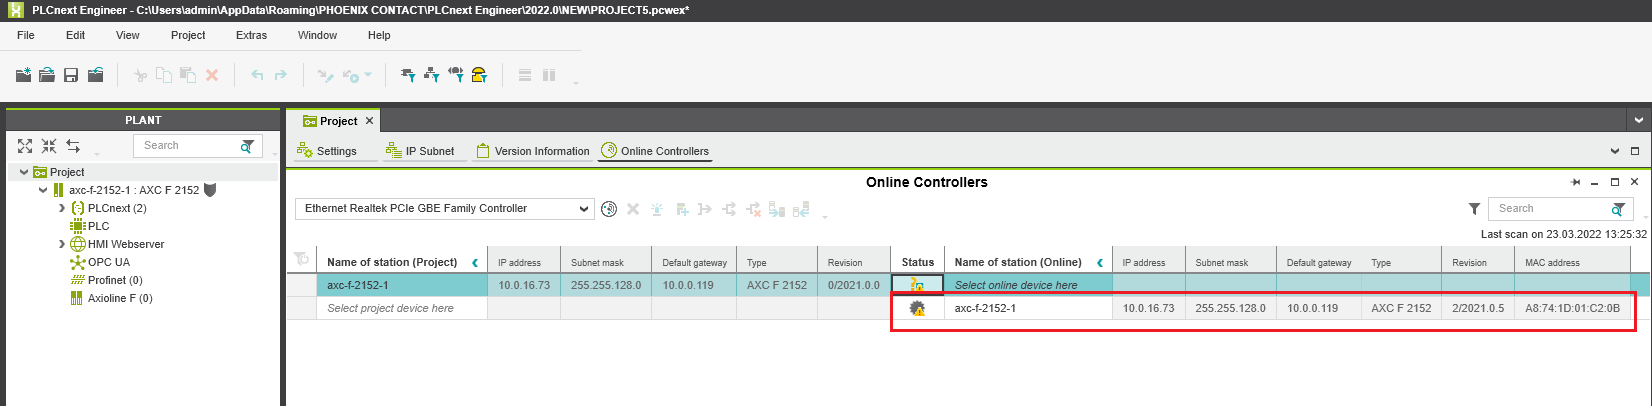 PLCnext Engineer - C:\Users\admin\AppData\Roaming\PHOENIX CONTACT\PLCnext Engineer\2022.0\NEW\PROJECT5.pcwex*
File Edit View Project Extras Window Help
PLANT
Search
Project
axc-f-2152-1 : AXC F 2152
PLCnext (2)
PLC
HMI Webserver
OPC UA
Profinet (0)
Axioline F (0)
Project
Settings IP Subnet Version Information Online Controllers
Online Controllers
Ethernet Realtek PCIe GBE Family Controller
Search
Last scan on 23.03.2022 13:25:32
Name of station (Project) IP address Subnet mask Default gateway Type Revision Status Name of station (Online) IP address Subnet mask Default gateway Type Revision MAC address
axc-f-2152-1 10.0.16.73 255.255.128.0 10.0.0.119 AXC F 2152 0/2021.0.0 Select online device here
Select project device here axc-f-2152-1 10.0.16.73 255.255.128.0 10.0.0.119 AXC F 2152 2/2021.0.5 A8:74:1D:01:C2:0B